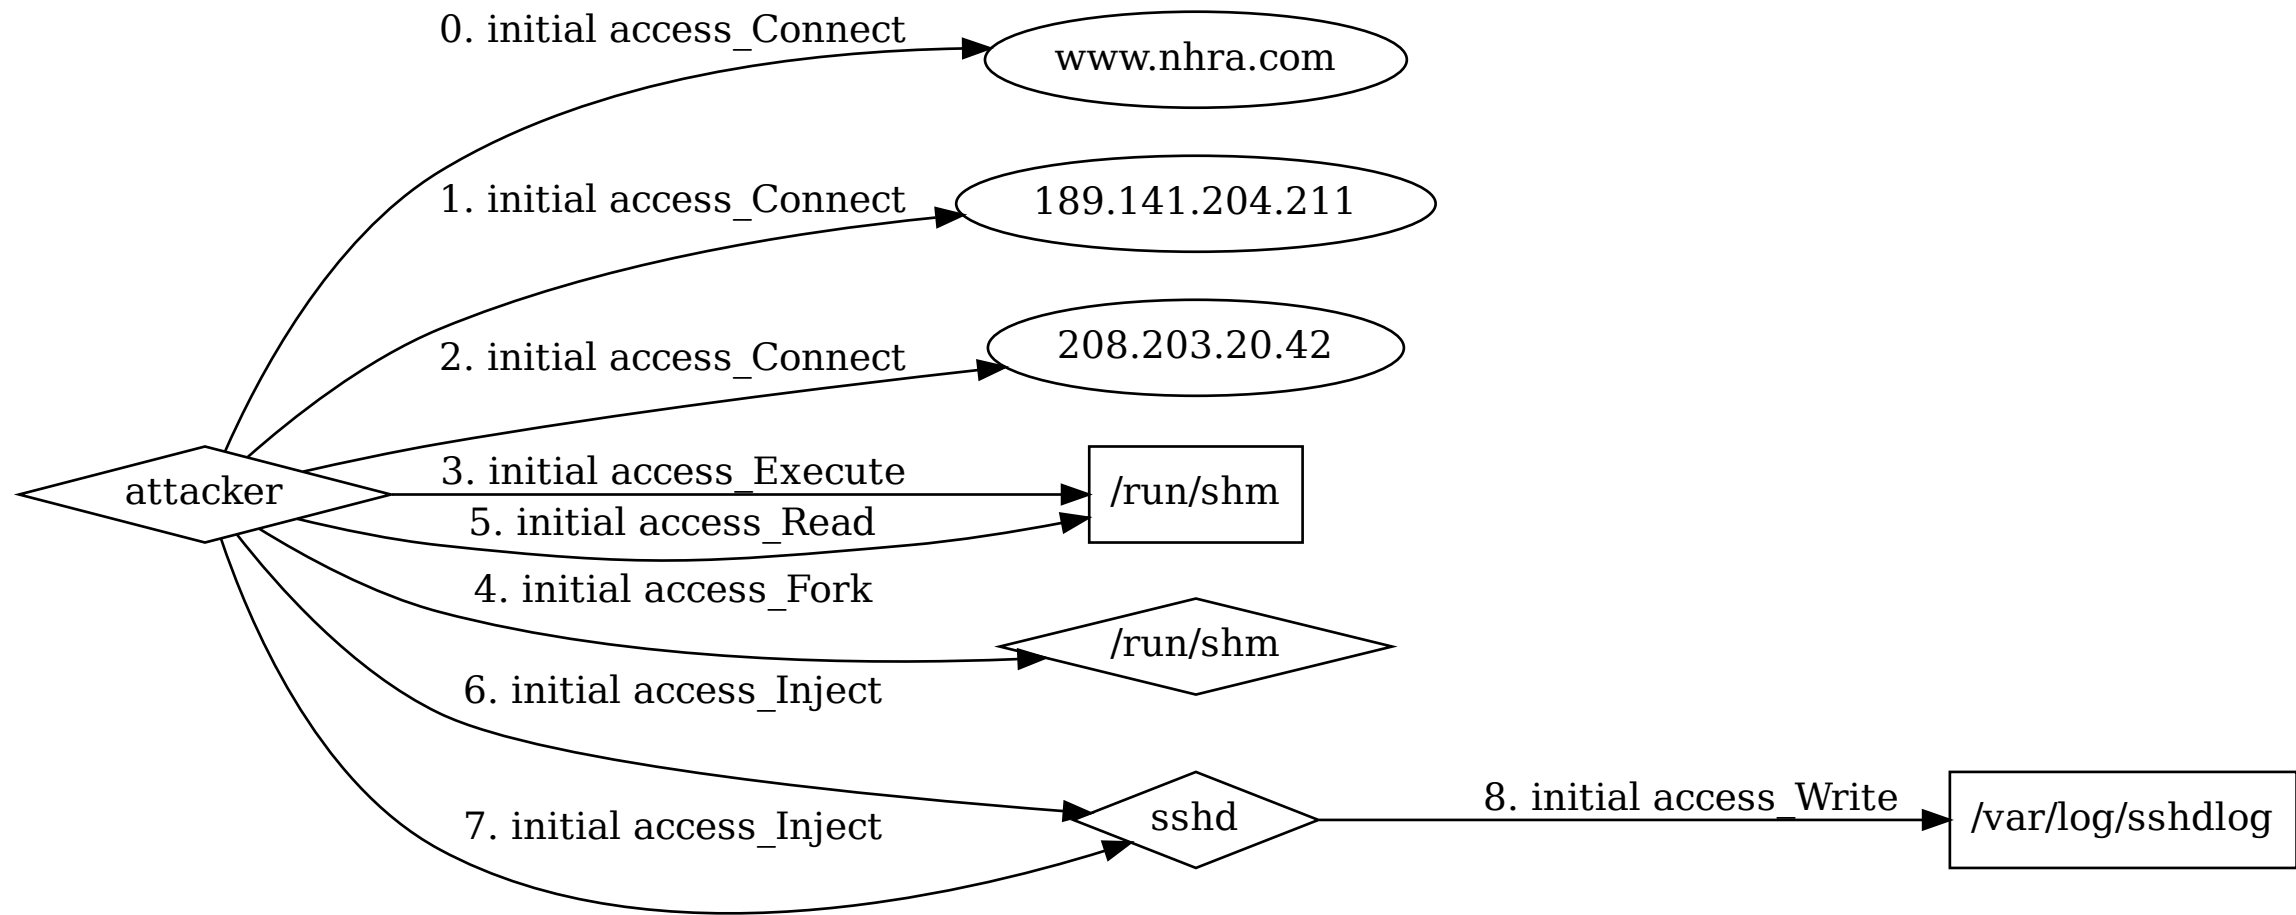 0. initial access_Connect
www.nhra.com
1. initial access_Connect
189.141.204.211
2. initial access_Connect
208.203.20.42
attacker
3. initial access_Execute
/run/shm
5. initial access_Read
4. initial access_Fork
/run/shm
6. initial access_Inject
7. initial access_Inject
sshd
8. initial access_Write
/var/log/sshdlog